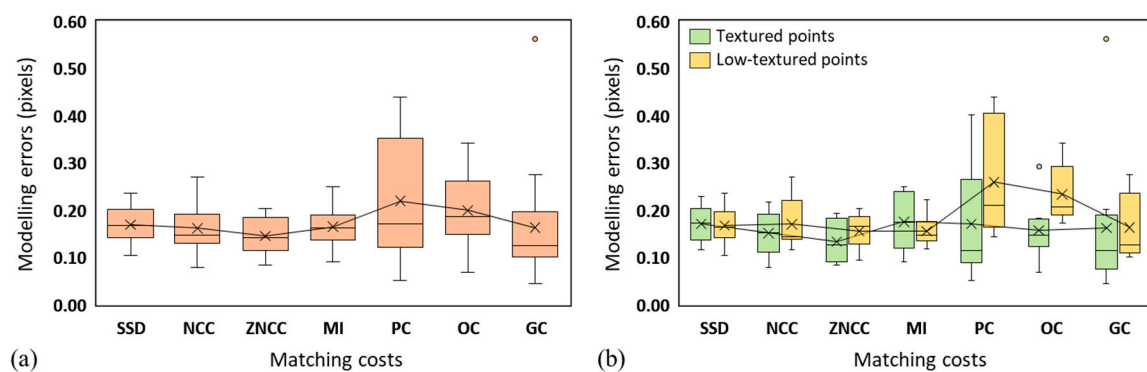 0.60
0.50
0.40
0.30
0.20
0.10
0.00
Modelling errors (pixels)
SSD NCC ZNCC MI PC OC GC
Matching costs
(a)
0.60
0.50
0.40
0.30
0.20
0.10
0.00
Modelling errors (pixels)
Textured points
Low-textured points
SSD NCC ZNCC MI PC OC GC
Matching costs
(b)